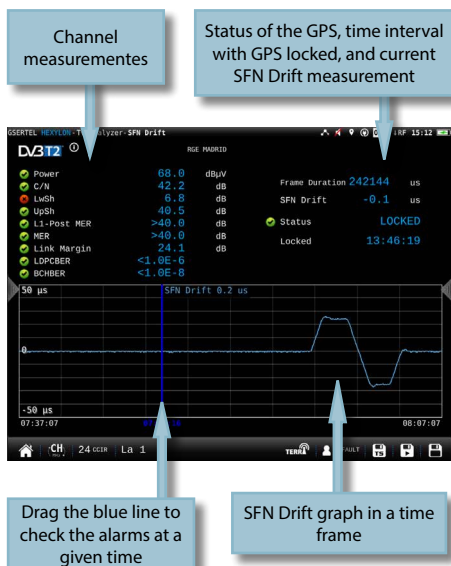 Channel
measurementes
Status of the GPS, time interval
with GPS locked, and current
SFN Drift measurement
GSERTEL HEXYLON-T alyzer-SFN Drift RF 15:12
DVB T2
RGE MADRID
Power 68.0 dBµV
C/N 42.2 dB
LwSh 6.8 dB
UpSh 40.5 dB
L1-Post MER >40.0 dB
MER >40.0 dB
Link Margin 24.1 dB
LDPCBER <1.0E-6
BCHBER <1.0E-8
Frame Duration 242144 us
SFN Drift -0.1 us
Status LOCKED
Locked 13:46:19
50 µs
SFN Drift 0.2 us
0
-50 µs
07:37:07 08:07:07
CH 24 CCIR La 1 TERR AULT TS
Drag the blue line to
check the alarms at a
given time
SFN Drift graph in a time
frame